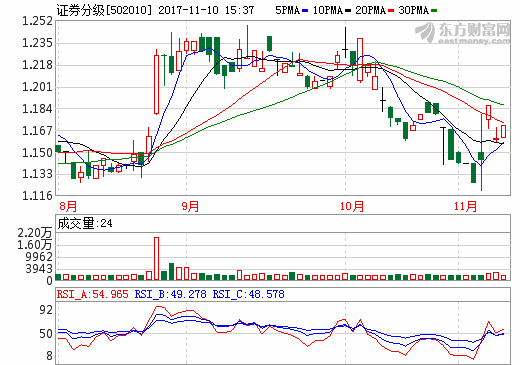 证券分级[502010] 2017-11-10 15:37 5PMA 10PMA 20PMA 30PMA
东方财富网
eastmoney.com
1.252
1.235
1.218
1.201
1.184
1.167
1.150
1.133
1.116
8月 9月 10月 11月
成交量:24
2.20万
1.60万
9962
3943
0
RSI_A:54.965 RSI_B:49.278 RSI_C:48.578
92
50
8